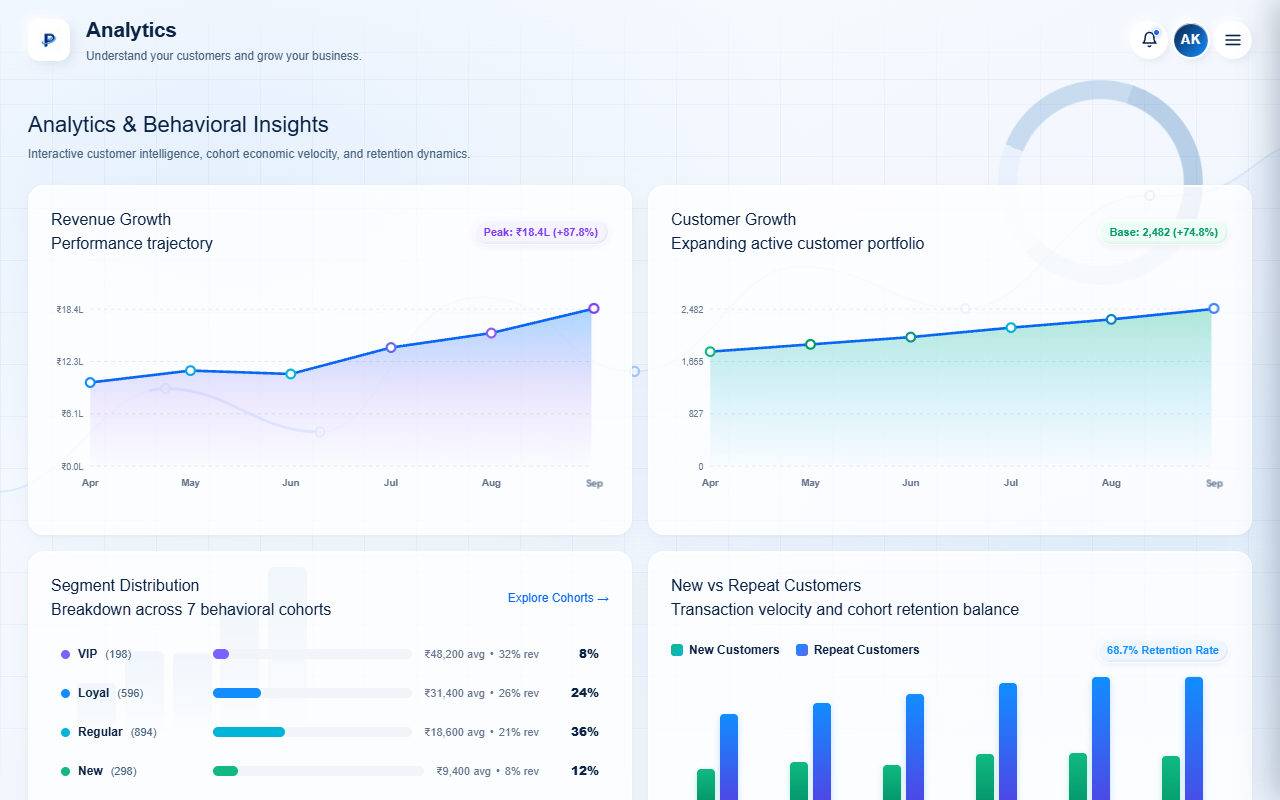 P
Analytics
Understand your customers and grow your business.
AK
Analytics & Behavioral Insights
Interactive customer intelligence, cohort economic velocity, and retention dynamics.
Revenue Growth
Performance trajectory
Peak: ₹18.4L (+87.8%)
₹18.4L
₹12.3L
₹6.1L
₹0.0L
Apr May Jun Jul Aug Sep
Customer Growth
Expanding active customer portfolio
Base: 2,482 (+74.8%)
2,482
1,655
827
0
Apr May Jun Jul Aug Sep
Segment Distribution
Breakdown across 7 behavioral cohorts
Explore Cohorts →
VIP (198) ₹48,200 avg • 32% rev 8%
Loyal (596) ₹31,400 avg • 26% rev 24%
Regular (894) ₹18,600 avg • 21% rev 36%
New (298) ₹9,400 avg • 8% rev 12%
New vs Repeat Customers
Transaction velocity and cohort retention balance
New Customers Repeat Customers 68.7% Retention Rate